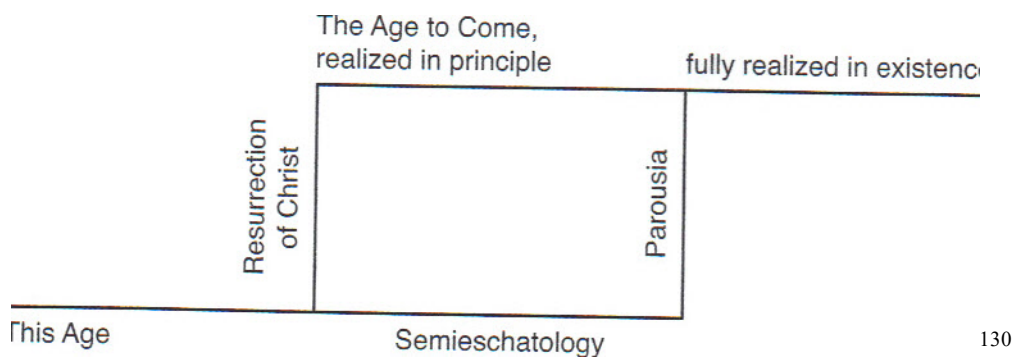 The Age to Come,
realized in principle
fully realized in existenc
Resurrection
of Christ
Parousia
This Age
Semieschatology
130